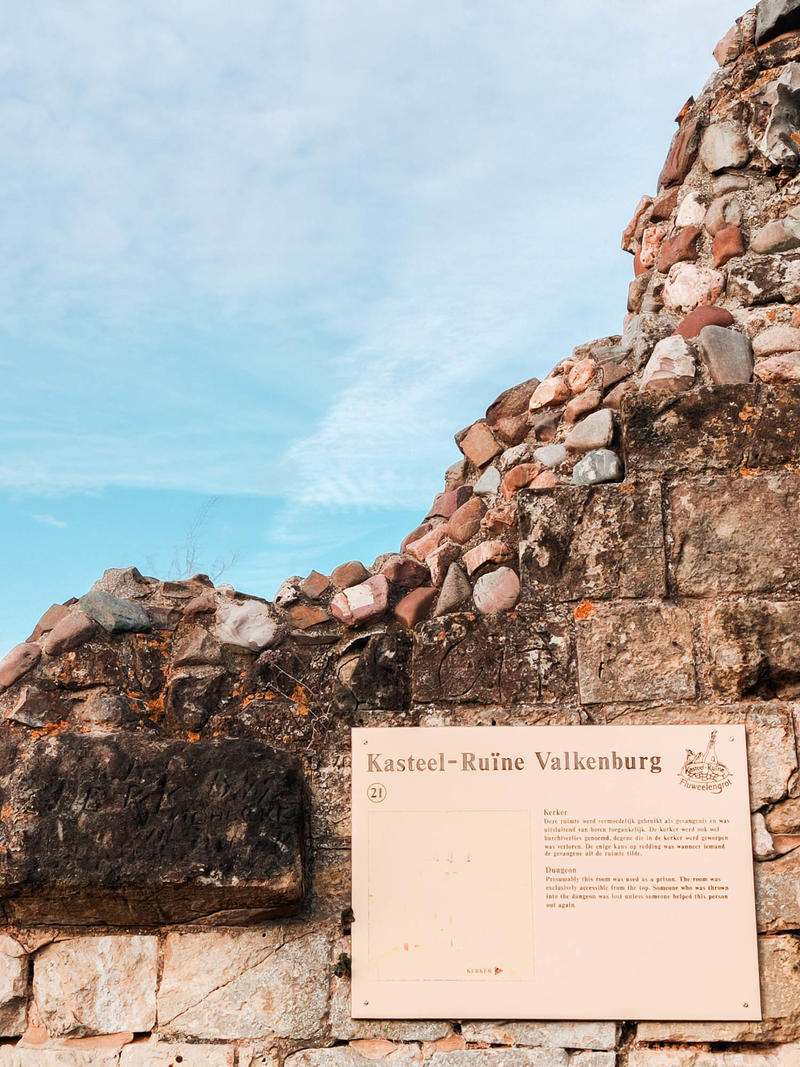 Kasteel-Ruïne Valkenburg
Kasteel-Ruïne
Fluweelengrot
21
Kerker
Deze ruimte werd vermoedelijk gebruikt als gevangenis en was
uitsluitend van boven toegankelijk. De kerker werd ook wel
burchtverlies genoemd, degene die in de kerker werd geworpen
was verloren. De enige kans op redding was wanneer iemand
de gevangene uit de ruimte tilde.
Dungeon
Presumably this room was used as a prison. The room was
exclusively accessible from the top. Someone who was thrown
into the dungeon was lost unless someone helped this person
out again.
KERKER